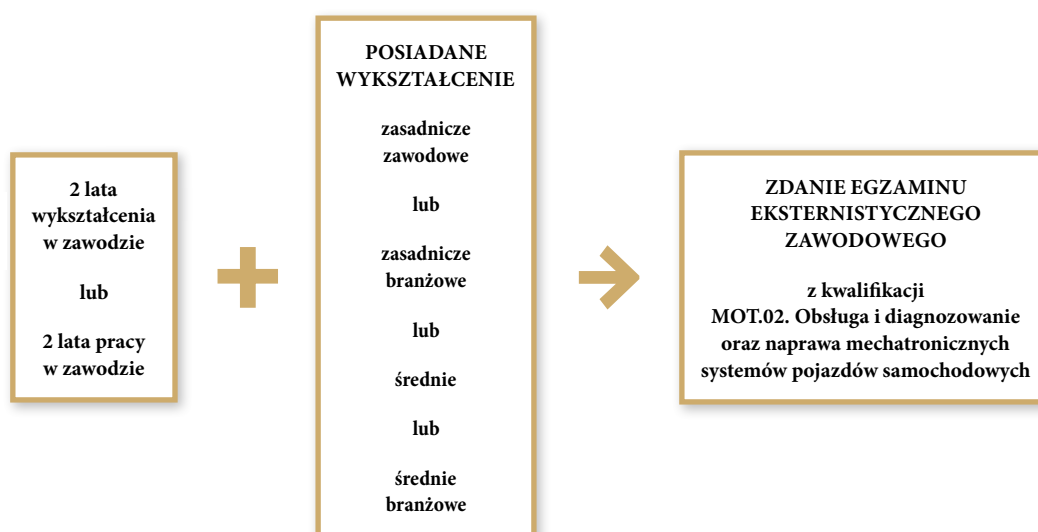 2 lata
wykształcenia
w zawodzie
lub
2 lata pracy
w zawodzie
POSIADANE
WYKSZTAŁCENIE
zasadnicze
zawodowe
lub
zasadnicze
branżowe
lub
średnie
lub
średnie
branżowe
ZDANIE EGZAMINU
EKSTERNISTYCZNEGO
ZAWODOWEGO
z kwalifikacji
MOT.02. Obsługa i diagnozowanie
oraz naprawa mechatronicznych
systemów pojazdów samochodowych